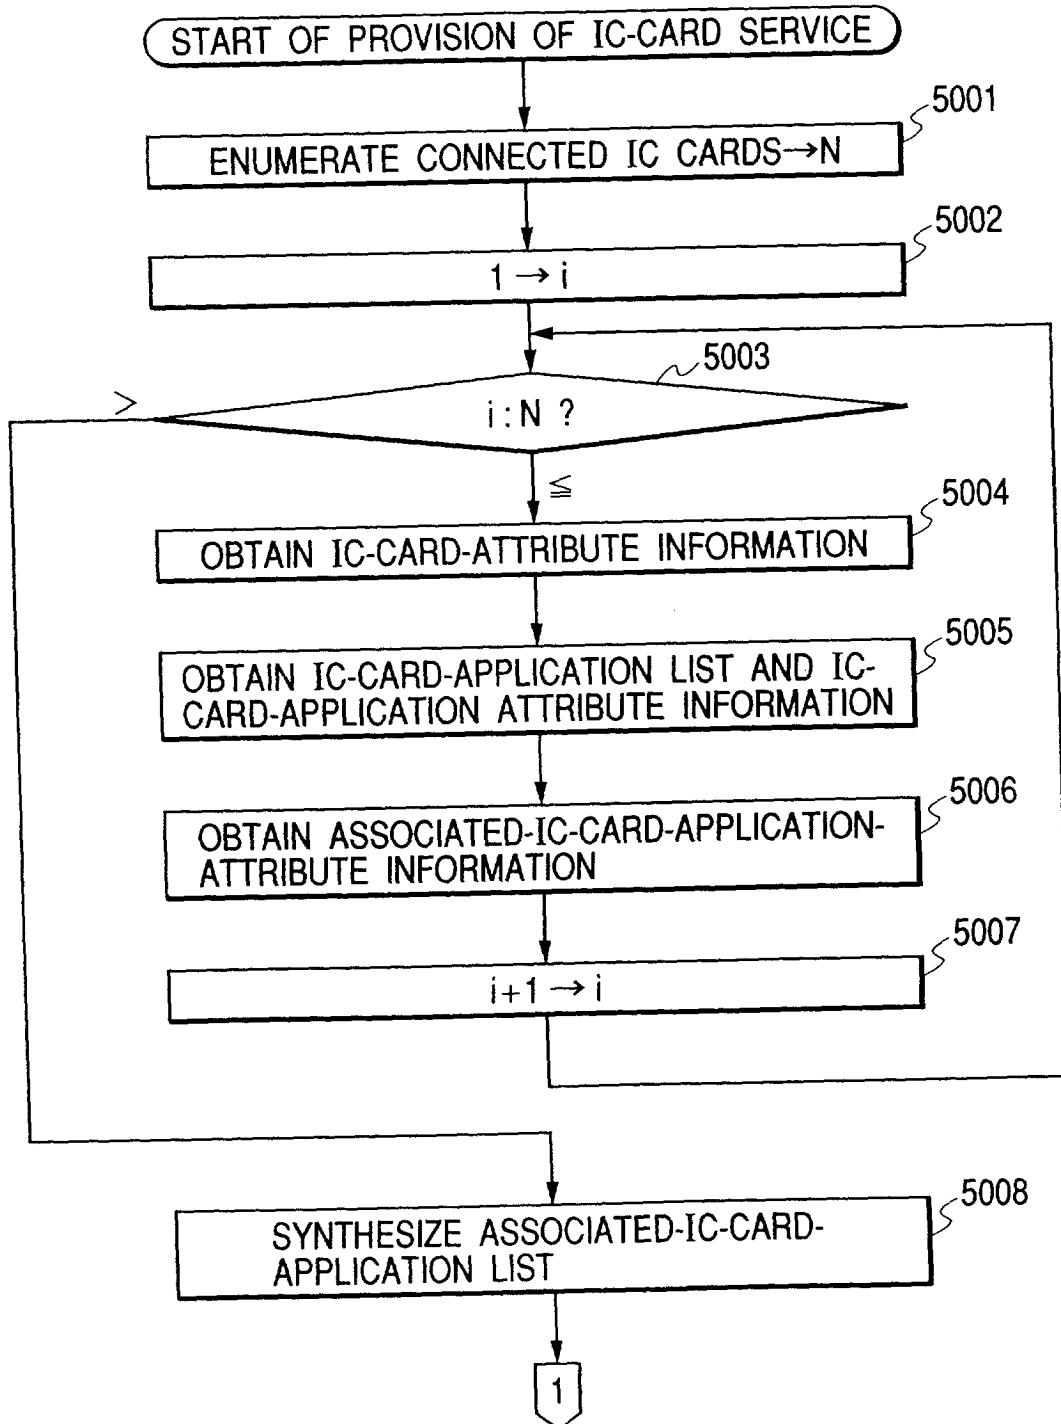 START OF PROVISION OF IC-CARD SERVICE
5001
ENUMERATE CONNECTED IC CARDS→N
5002
1→i
5003
>
i:N ?
≦
5004
OBTAIN IC-CARD-ATTRIBUTE INFORMATION
5005
OBTAIN IC-CARD-APPLICATION LIST AND IC-
CARD-APPLICATION ATTRIBUTE INFORMATION
5006
OBTAIN ASSOCIATED-IC-CARD-APPLICATION-
ATTRIBUTE INFORMATION
5007
i+1→i
5008
SYNTHESIZE ASSOCIATED-IC-CARD-
APPLICATION LIST
1